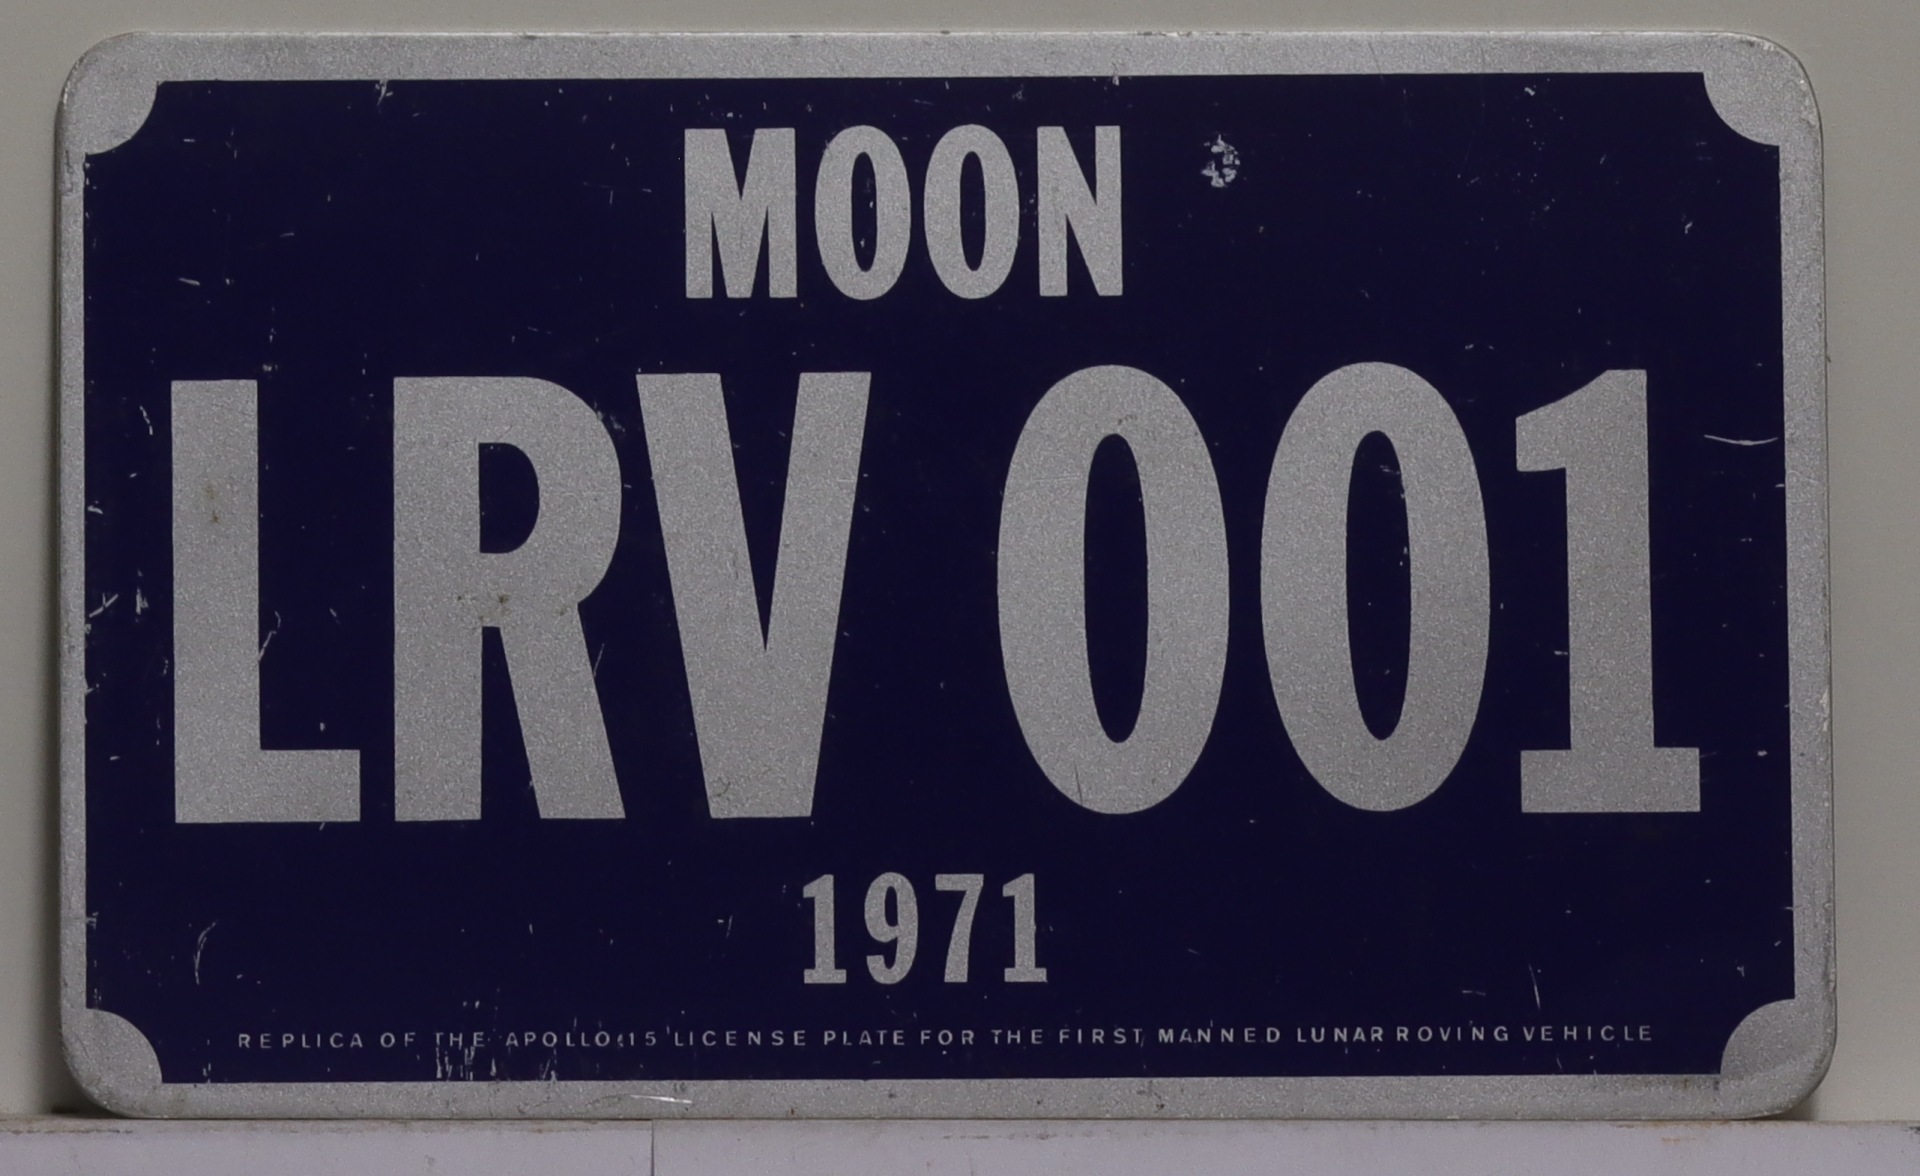 MOON
LRV 001
1971
REPLICA OF THE APOLLO 15 LICENSE PLATE FOR THE FIRST MANNED LUNAR ROVING VEHICLE